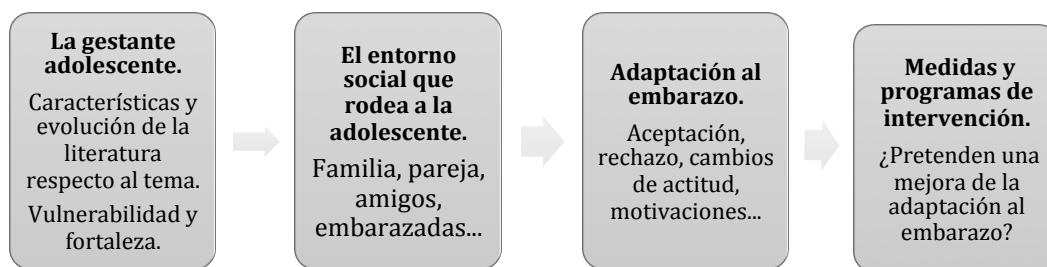 La gestante
adolescente.
Características y
evolución de la
literatura
respecto al tema.
Vulnerabilidad y
fortaleza.
El entorno
social que
rodea a la
adolescente.
Familia, pareja,
amigos,
embarazadas...
Adaptación al
embarazo.
Aceptación,
rechazo, cambios
de actitud,
motivaciones...
Medidas y
programas de
intervención.
¿Pretenden una
mejora de la
adaptación al
embarazo?